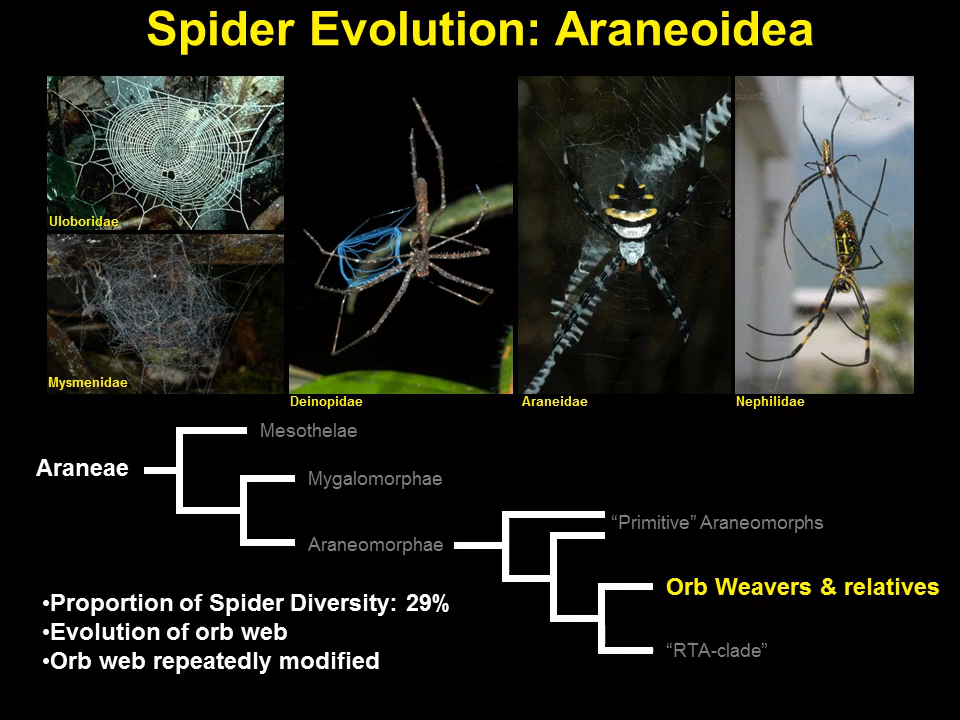 Spider Evolution: Araneoidea
Uloboridae
Mysmenidae
Deinopidae
Araneidae
Nephilidae
Mesothelae
Araneae
Mygalomorphae
“Primitive” Araneomorphs
Araneomorphae
Orb Weavers & relatives
•Proportion of Spider Diversity: 29%
•Evolution of orb web
“RTA-clade”
•Orb web repeatedly modified